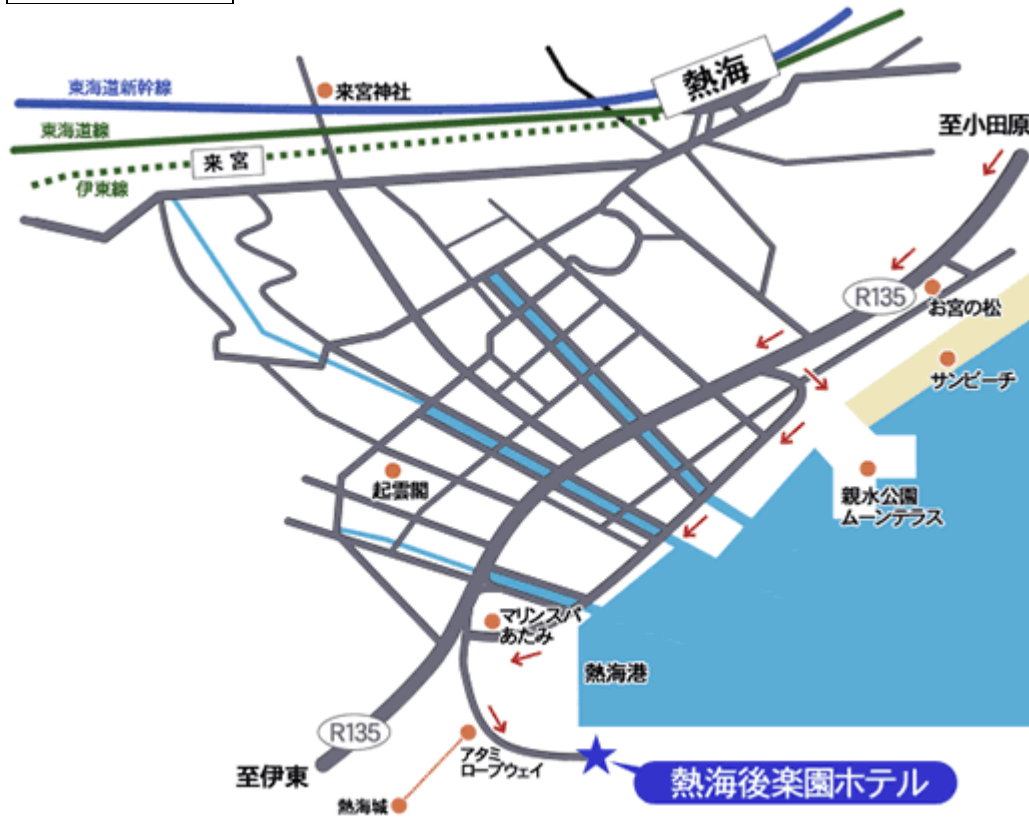 東海道新幹線
来宮神社
熱海
東海道線
来宮
伊東線
至小田原
R135
お宮の松
サンビーチ
起雲閣
親水公園
ムーンテラス
マリンスパ
あたみ
熱海港
R135
アタミ
ロープウェイ
至伊東
熱海後楽園ホテル
熱海城